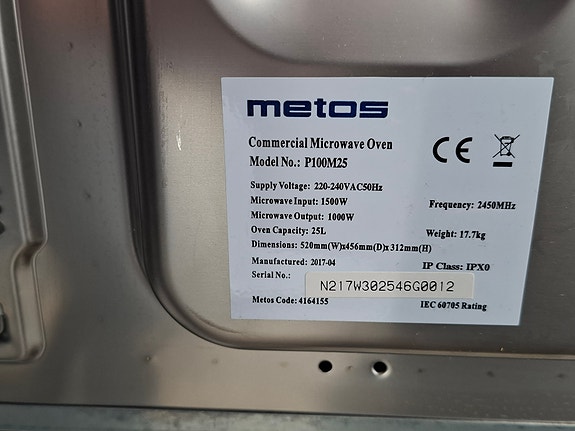 metos
Commercial Microwave Oven
Model No.: P100M25
CE
Supply Voltage: 220-240VAC50Hz
Microwave Input: 1500W
Frequency: 2450MHz
Microwave Output: 1000W
Oven Capacity: 25L
Weight: 17.7kg
Dimensions: 520mm(W)x456mm(D)x312mm(H)
Manufactured: 2017-04
IP Class: IPX0
Serial No.:
N217W302546G0012
Metos Code: 4164155
IEC 60705 Rating